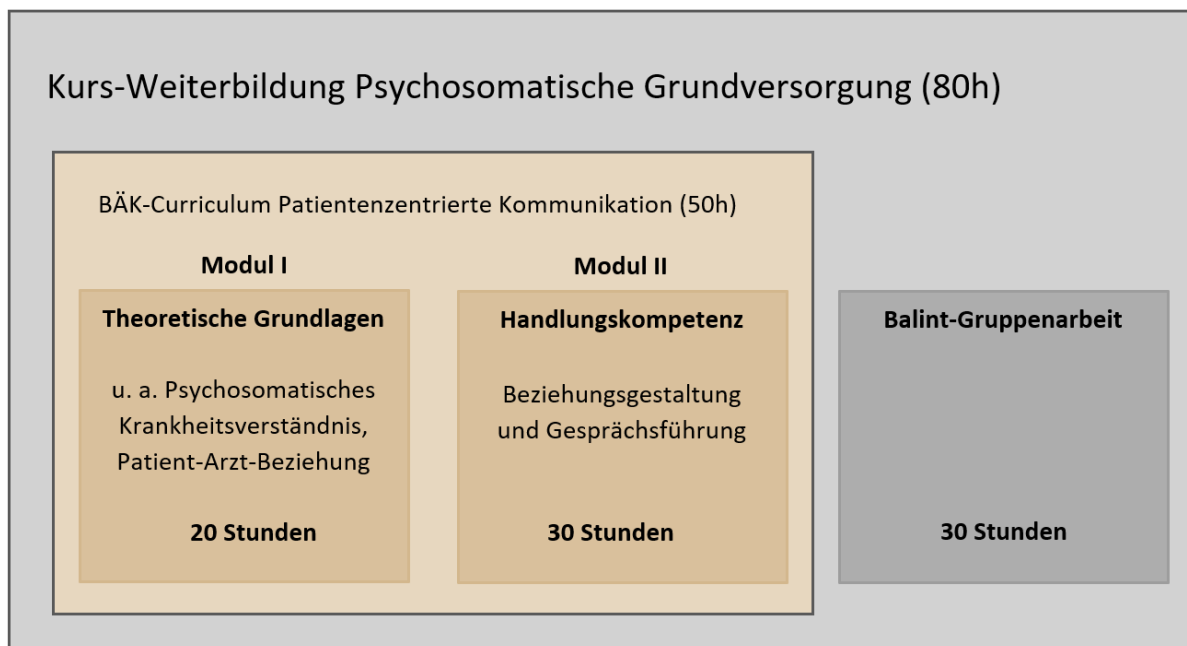 Kurs-Weiterbildung Psychosomatische Grundversorgung (80h)
BÄK-Curriculum Patientenzentrierte Kommunikation (50h)
Modul I
Theoretische Grundlagen
u. a. Psychosomatisches
Krankheitsverständnis,
Patient-Arzt-Beziehung
20 Stunden
Modul II
Handlungskompetenz
Beziehungsgestaltung
und Gesprächsführung
30 Stunden
Balint-Gruppenarbeit
30 Stunden